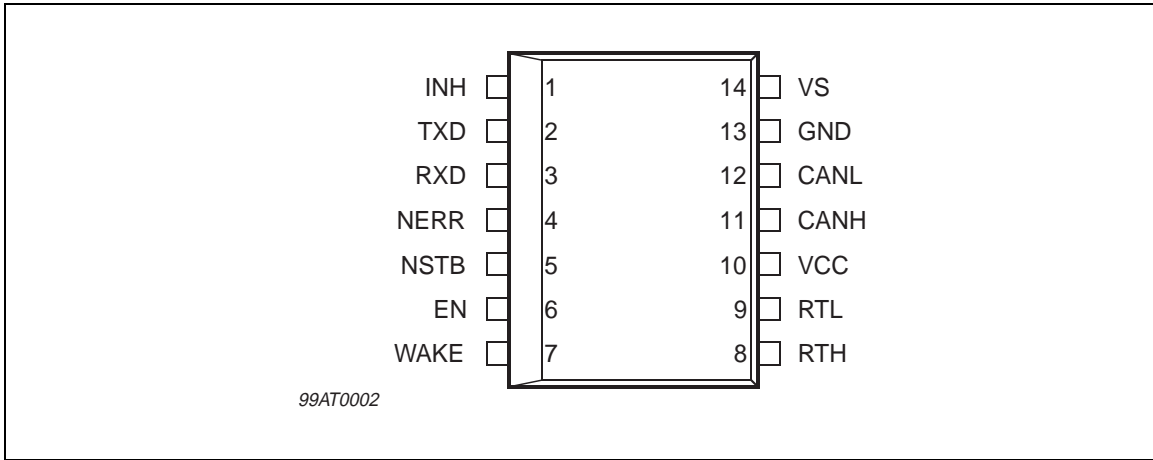 INH 1 14 VS
TXD 2 13 GND
RXD 3 12 CANL
NERR 4 11 CANH
NSTB 5 10 VCC
EN 6 9 RTL
WAKE 7 8 RTH
99AT0002